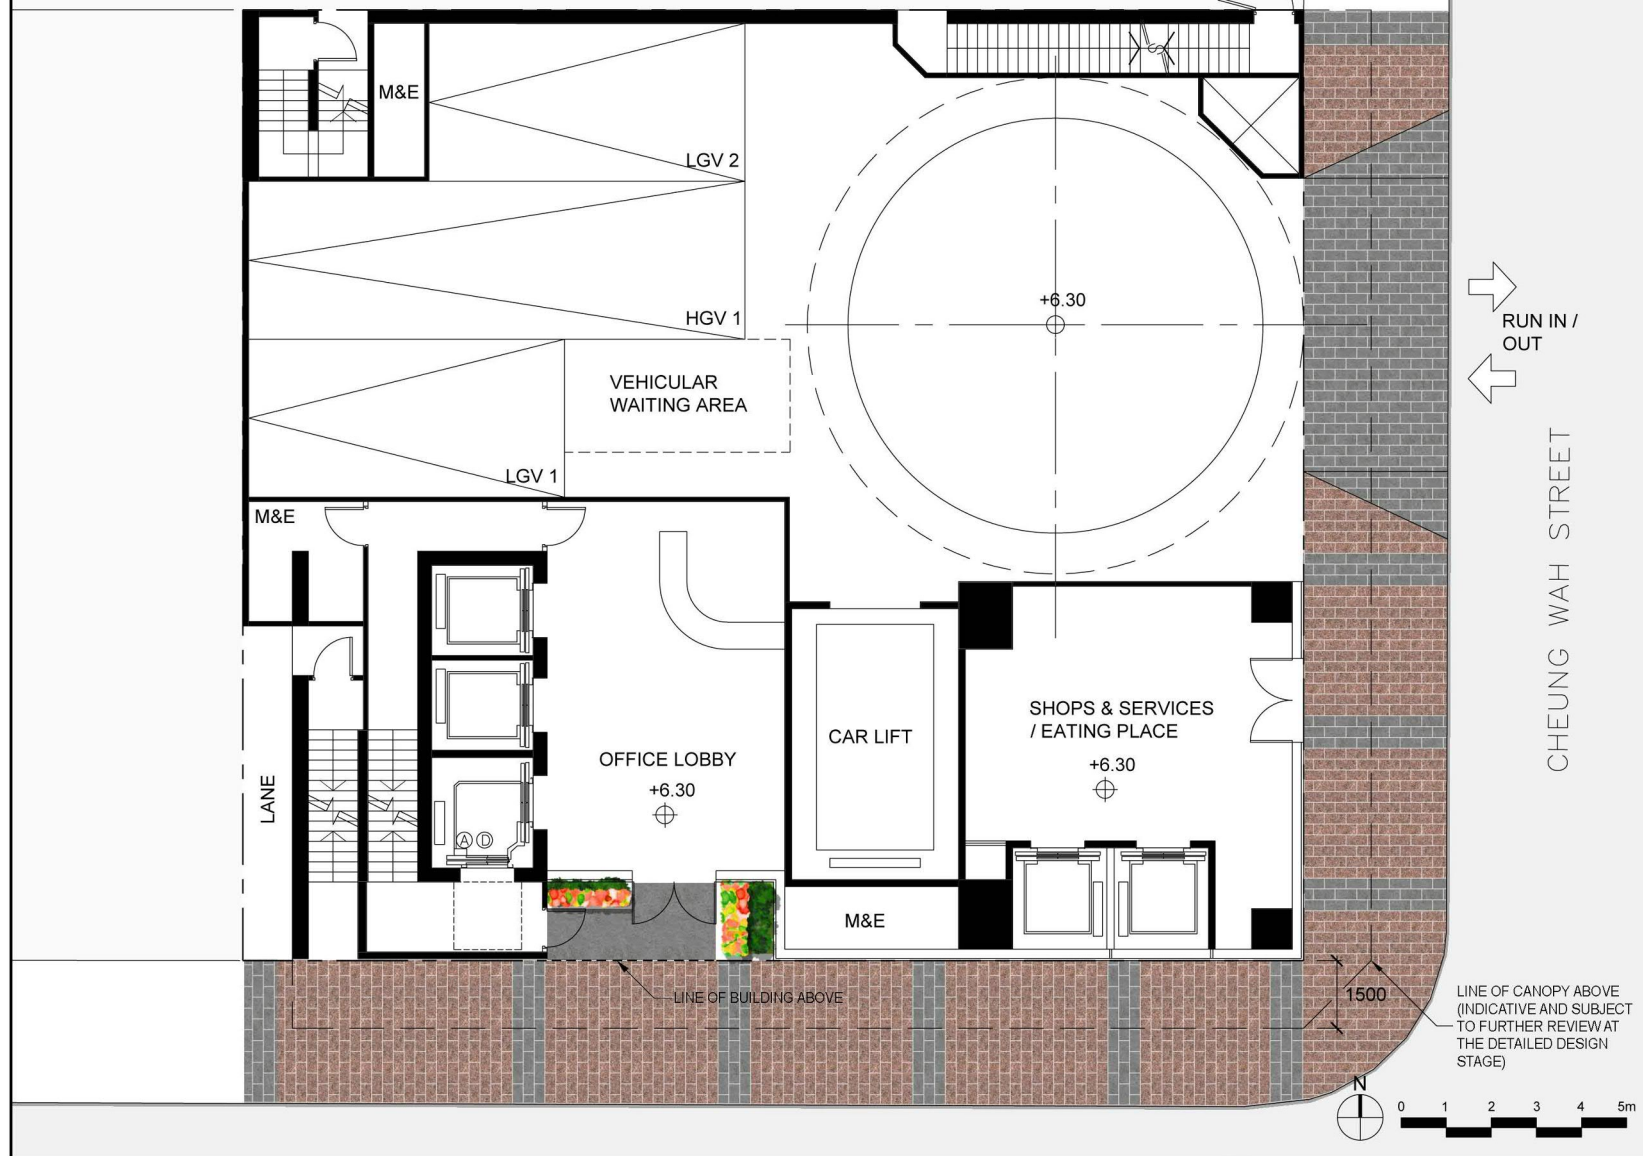 M&E
LGV 2
HGV 1
+6.30
RUN IN /
OUT
VEHICULAR
WAITING AREA
LGV 1
M&E
CHEUNG WAH STREET
SHOPS & SERVICES
/ EATING PLACE
+6.30
CAR LIFT
OFFICE LOBBY
+6.30
LANE
A D
M&E
LINE OF BUILDING ABOVE
1500
LINE OF CANOPY ABOVE
(INDICATIVE AND SUBJECT
TO FURTHER REVIEW AT
THE DETAILED DESIGN
STAGE)
N
0 1 2 3 4 5m